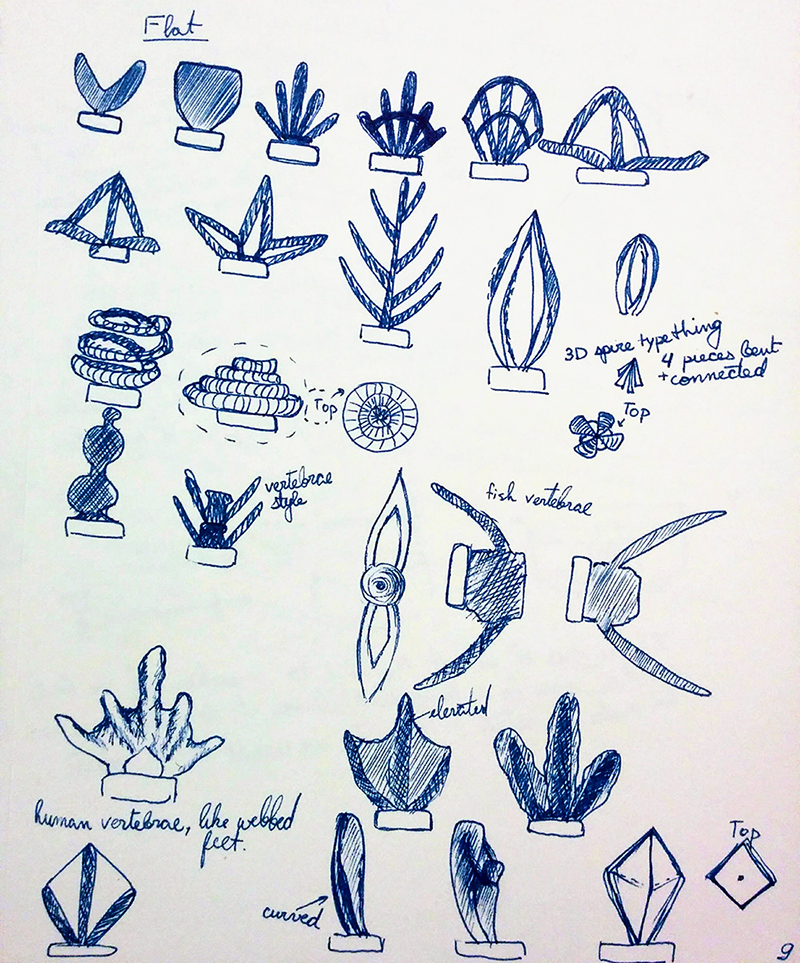 Flat
3D spire type thing
4 pieces bent
+ connected
Top
Top
vertebrae
style
fish vertebrae
elevated
human vertebrae, like webbed
feet.
curved
Top
9